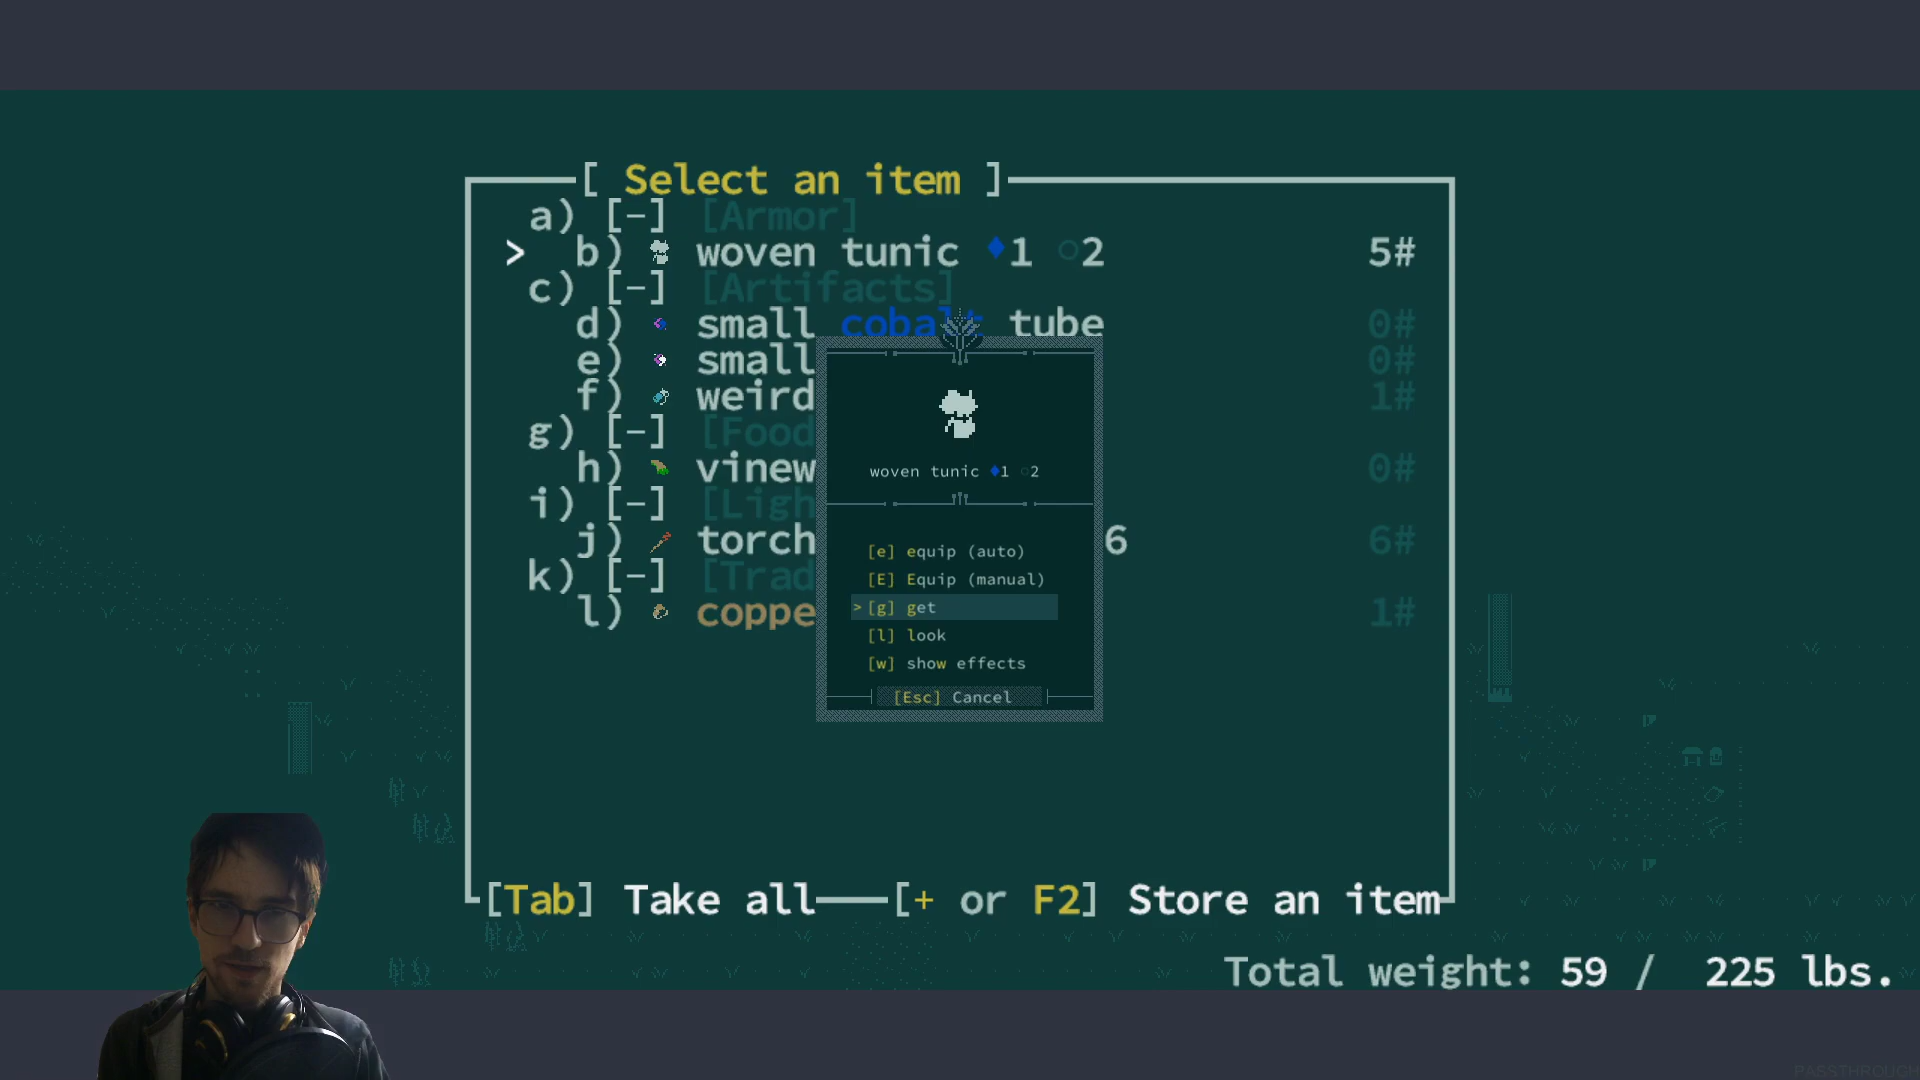 [ Select an item ]
a) [-] [Armor]
> b) woven tunic ♦1 ○2 5#
c) [-] [Artifacts]
d) small cobalt tube 0#
e) small 0#
f) weird 1#
g) [-] [Food
h) vinew 0#
i) [-] [Ligh
j) torch 6 6#
k) [-] [Trad
l) coppe 1#
woven tunic ♦1 ○2
[e] equip (auto)
[E] Equip (manual)
>[g] get
[l] look
[w] show effects
[Esc] Cancel
[Tab] Take all [+ or F2] Store an item
Total weight: 59 / 225 lbs.
PASSTHROUGH